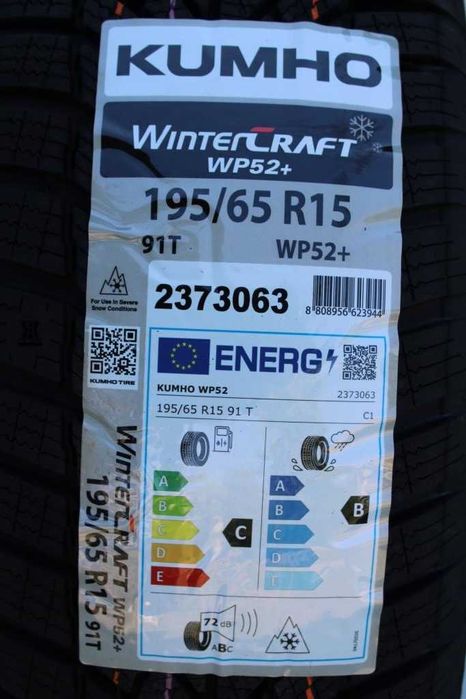 KUMHO
WINTERCRAFT
WP52+
195/65 R15
91T WP52+
For Use In Severe
Snow Conditions
2373063
8 808956 623944
KUMHO TIRE
ENERG
KUMHO WP52 2373063
195/65 R15 91 T C1
A
B
C
D
E
C
A
B
C
D
E
B
72 dB
ABC
WINTERCRAFT WP52+
195/65 R15 91T